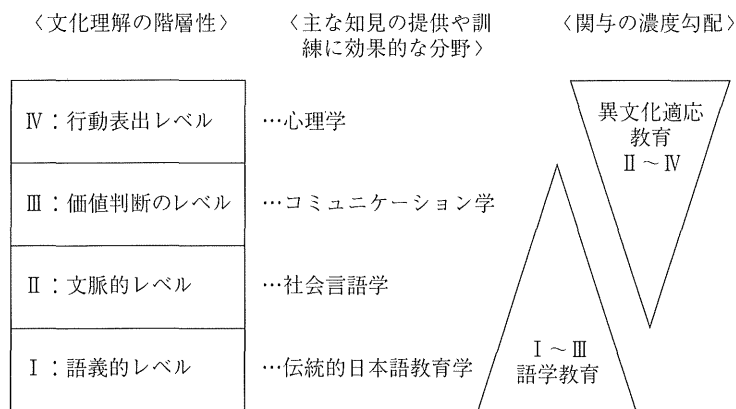 〈文化理解の階層性〉
〈主な知見の提供や訓
練に効果的な分野〉
〈関与の濃度勾配〉
Ⅳ：行動表出レベル
…心理学
Ⅲ：価値判断のレベル
…コミュニケーション学
Ⅱ：文脈的レベル
…社会言語学
Ⅰ：語義的レベル
…伝統的日本語教育学
異文化適応
教育
Ⅱ～Ⅳ
Ⅰ～Ⅲ
語学教育